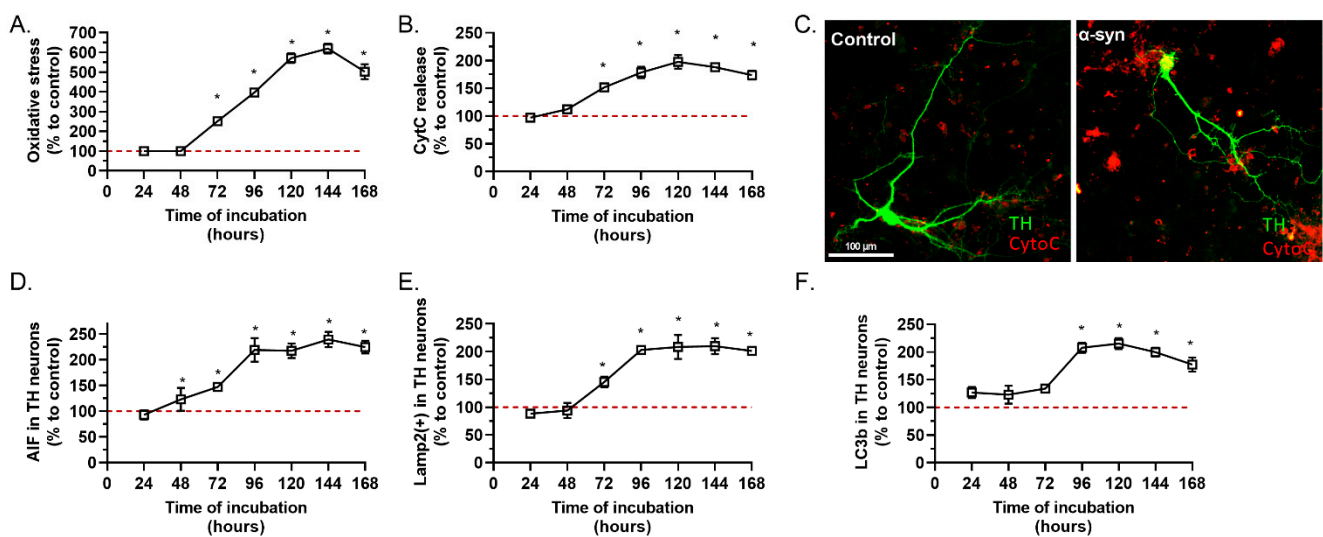 A.
Oxidative stress
(% to control)
700
600
500
400
300
200
100
0
* * * * *
0 24 48 72 96 120 144 168
Time of incubation
(hours)
B.
CytC realease
(% to control)
250
200
150
100
50
0
* * * * *
0 24 48 72 96 120 144 168
Time of incubation
(hours)
C.
Control
TH
CytoC
100 µm
α-syn
TH
CytoC
D.
AIF in TH neurons
(% to control)
250
200
150
100
50
0
* * * * * *
0 24 48 72 96 120 144 168
Time of incubation
(hours)
E.
Lamp2(+) in TH neurons
(% to control)
250
200
150
100
50
0
* * * * *
0 24 48 72 96 120 144 168
Time of incubation
(hours)
F.
LC3b in TH neurons
(% to control)
250
200
150
100
50
0
* * * *
0 24 48 72 96 120 144 168
Time of incubation
(hours)